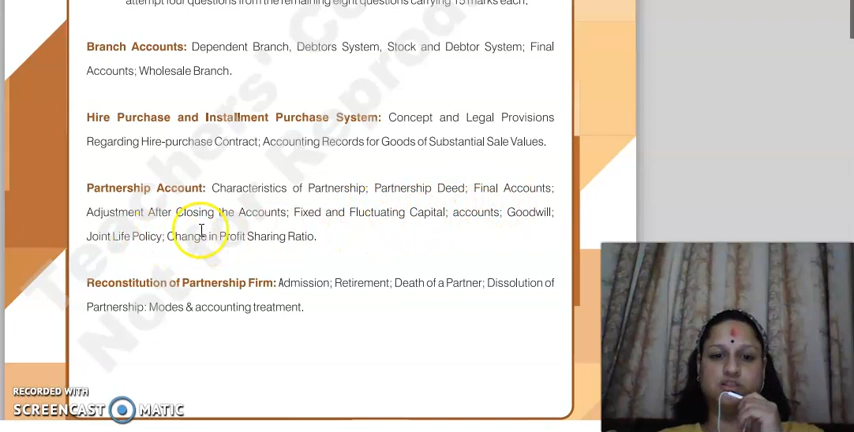 attempt four questions from the remaining eight questions carrying 15 marks each.
Branch Accounts: Dependent Branch, Debtors System, Stock and Debtor System; Final
Accounts; Wholesale Branch.
Hire Purchase and Installment Purchase System: Concept and Legal Provisions
Regarding Hire-purchase Contract; Accounting Records for Goods of Substantial Sale Values.
Partnership Account: Characteristics of Partnership; Partnership Deed; Final Accounts;
Adjustment After Closing the Accounts; Fixed and Fluctuating Capital; accounts; Goodwill;
Joint Life Policy; Change in Profit Sharing Ratio.
Reconstitution of Partnership Firm: Admission; Retirement; Death of a Partner; Dissolution of
Partnership: Modes & accounting treatment.
Teachers' Co
Not for Reprod
RECORDED WITH
SCREENCAST MATIC